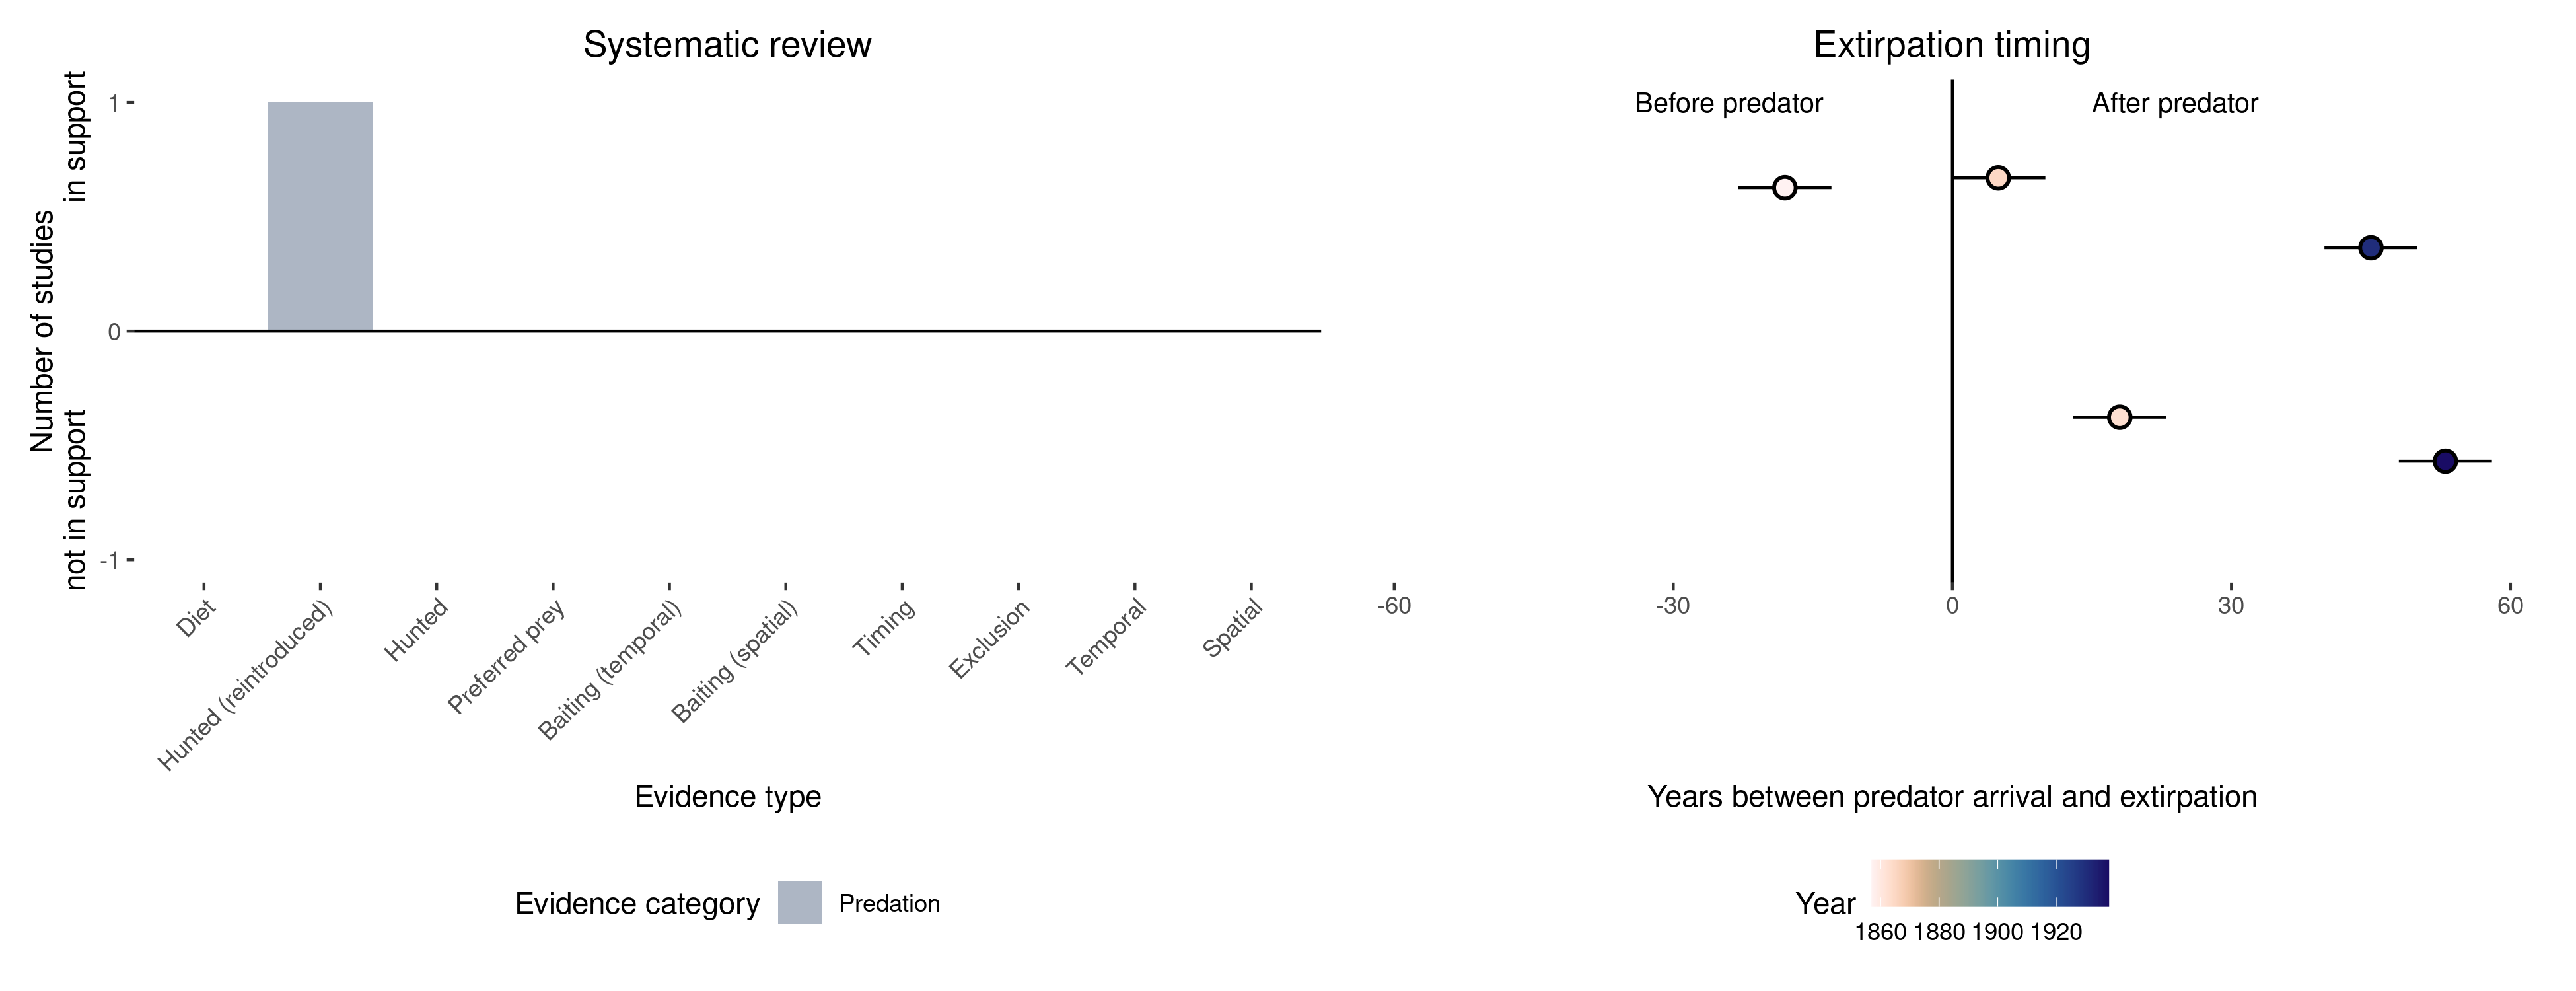 Systematic review
Number of studies
not in support in support
1
0
-1
Diet
Hunted (reintroduced)
Hunted
Preferred prey
Baiting (temporal)
Baiting (spatial)
Timing
Exclusion
Temporal
Spatial
Evidence type
Evidence category
Predation
Extirpation timing
Before predator
After predator
-60
-30
0
30
60
Years between predator arrival and extirpation
Year
1860 1880 1900 1920